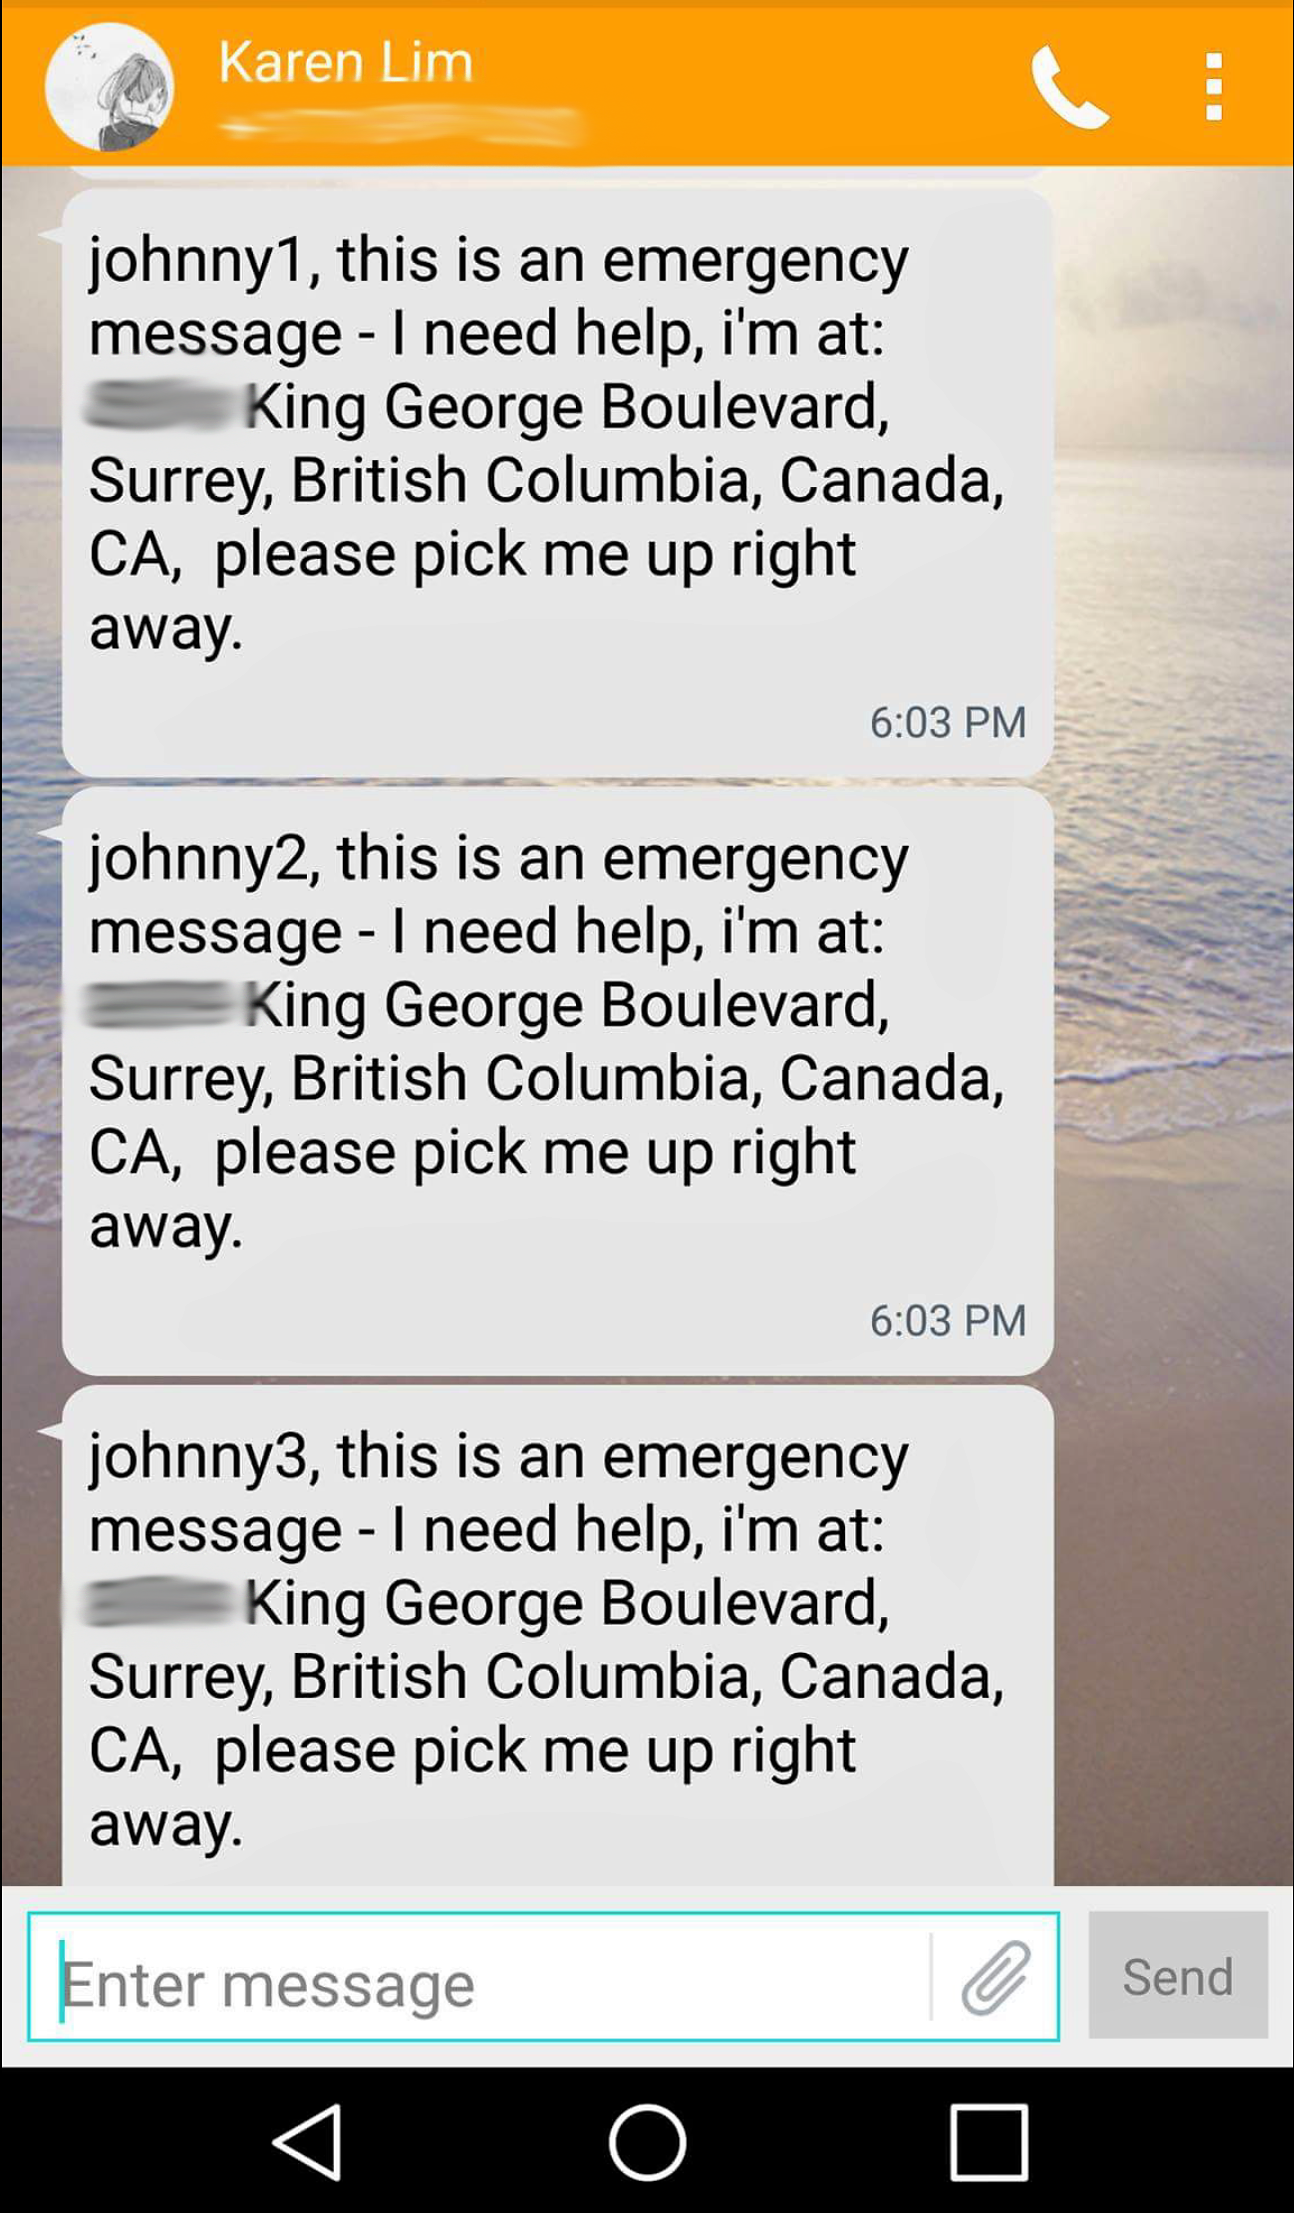 Karen Lim
johnny1, this is an emergency
message - I need help, i'm at:
King George Boulevard,
Surrey, British Columbia, Canada,
CA,  please pick me up right
away.
6:03 PM
johnny2, this is an emergency
message - I need help, i'm at:
King George Boulevard,
Surrey, British Columbia, Canada,
CA,  please pick me up right
away.
6:03 PM
johnny3, this is an emergency
message - I need help, i'm at:
King George Boulevard,
Surrey, British Columbia, Canada,
CA,  please pick me up right
away.
Enter message
Send